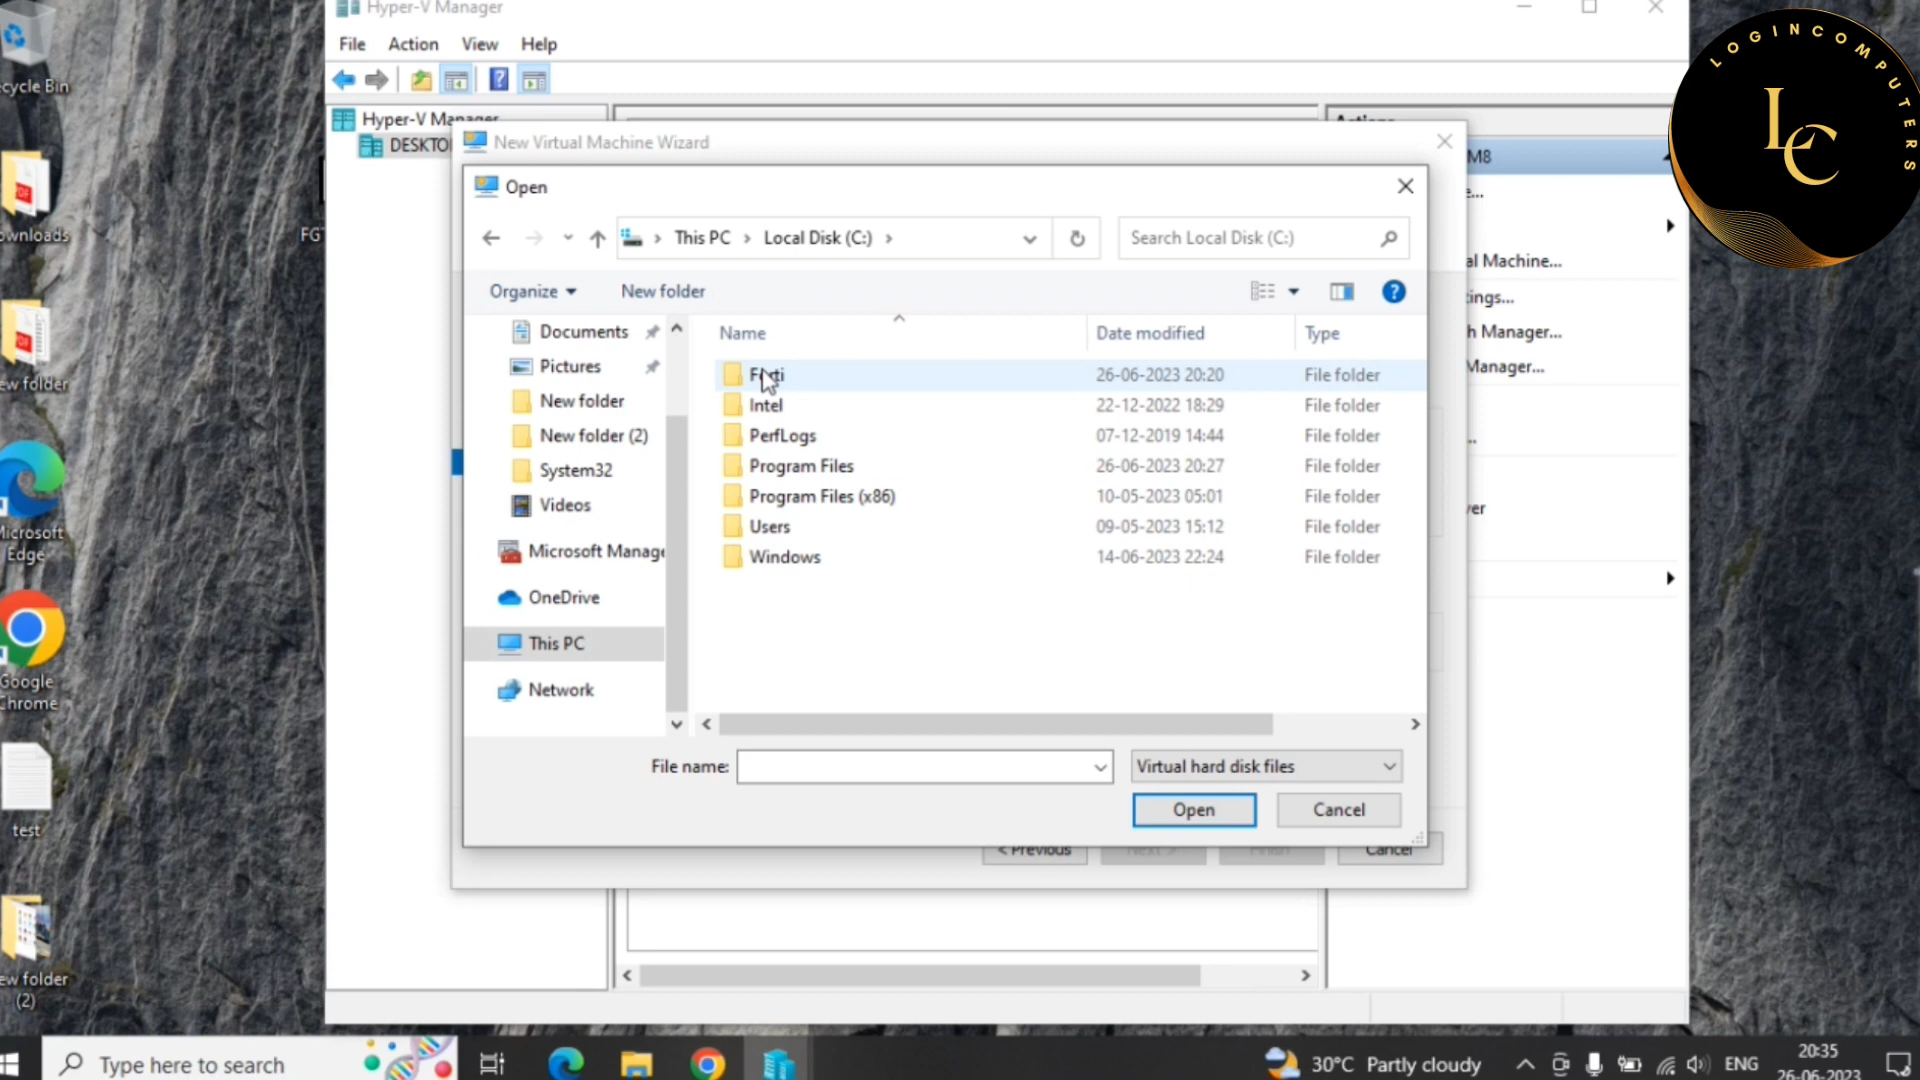 Hyper-V Manager
File Action View Help
Hyper-V Manager
DESKTO
Actions
M8
New Virtual Machine Wizard
Open
This PC
Local Disk (C:)
Search Local Disk (C:)
Organize
New folder
Name Date modified Type
Forti 26-06-2023 20:20 File folder
Intel 22-12-2022 18:29 File folder
PerfLogs 07-12-2019 14:44 File folder
Program Files 26-06-2023 20:27 File folder
Program Files (x86) 10-05-2023 05:01 File folder
Users 09-05-2023 15:12 File folder
Windows 14-06-2023 22:24 File folder
Documents
Pictures
New folder
New folder (2)
System32
Videos
Microsoft Manage
OneDrive
This PC
Network
File name:
Virtual hard disk files
Open
Cancel
< Previous
Next >
Finish
Cancel
e...
al Machine...
tings...
h Manager...
Manager...
ver
ecycle Bin
ownloads
FGT
ew folder
Microsoft
Edge
Google
Chrome
test
ew folder
(2)
LOGINCOMPUTERS
LC
Type here to search
30°C Partly cloudy
ENG
20:35
26-06-2023